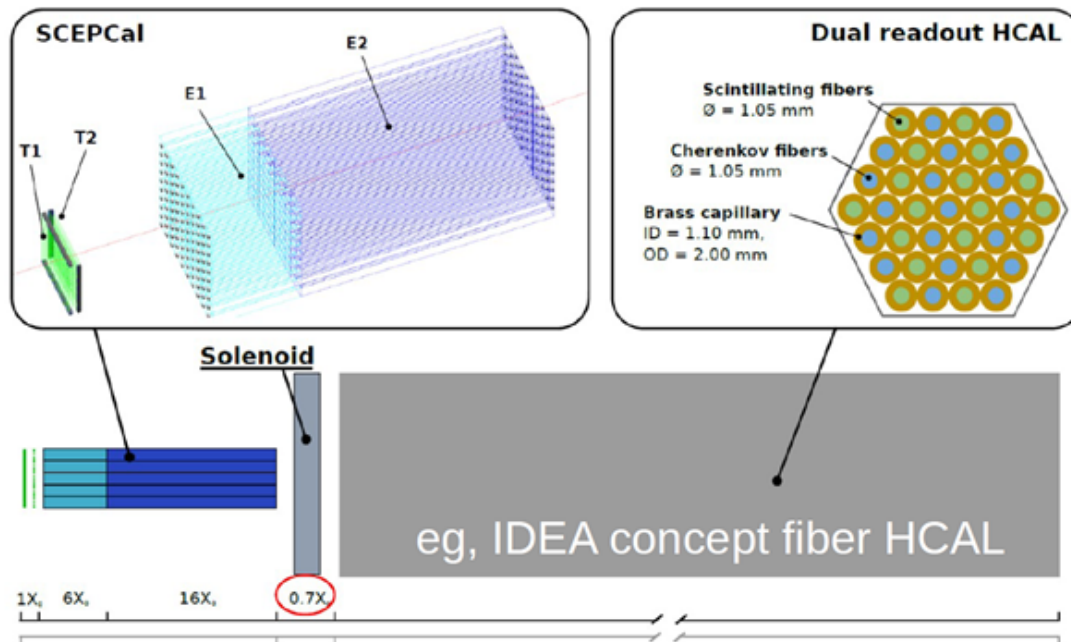 SCEPCal
E2
E1
T2
T1
Dual readout HCAL
Scintillating fibers
Ø = 1.05 mm
Cherenkov fibers
Ø = 1.05 mm
Brass capillary
ID = 1.10 mm,
OD = 2.00 mm
Solenoid
eg, IDEA concept fiber HCAL
1X₀ 6X₀ 16X₀ 0.7X₀